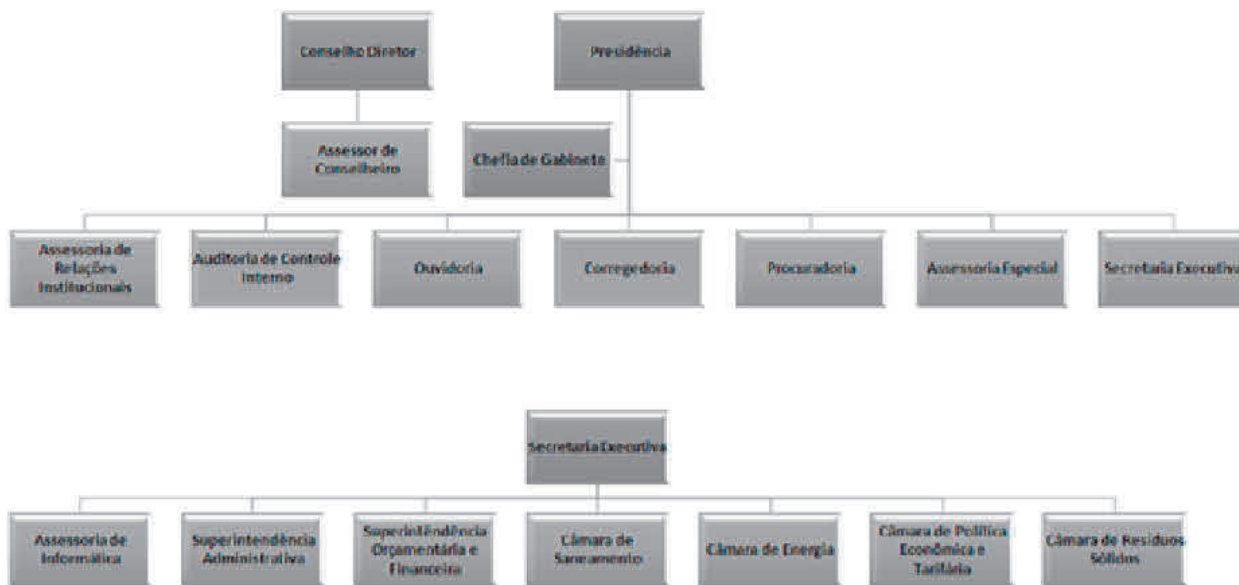 Conselho Diretor
Presidência
Assessor de
Conselheiro
Chefia de Gabinete
Assessoria de
Relações
Institucionais
Auditoria de Controle
Interno
Ouvidoria
Corregedoria
Procuradoria
Assessoria Especial
Secretaria Executiva
Secretaria Executiva
Assessoria de
Informática
Superintendência
Administrativa
Superintendência
Orçamentária e
Financeira
Câmara de
Saneamento
Câmara de Energia
Câmara de Política
Econômica e
Tarifária
Câmara de Resíduos
Sólidos